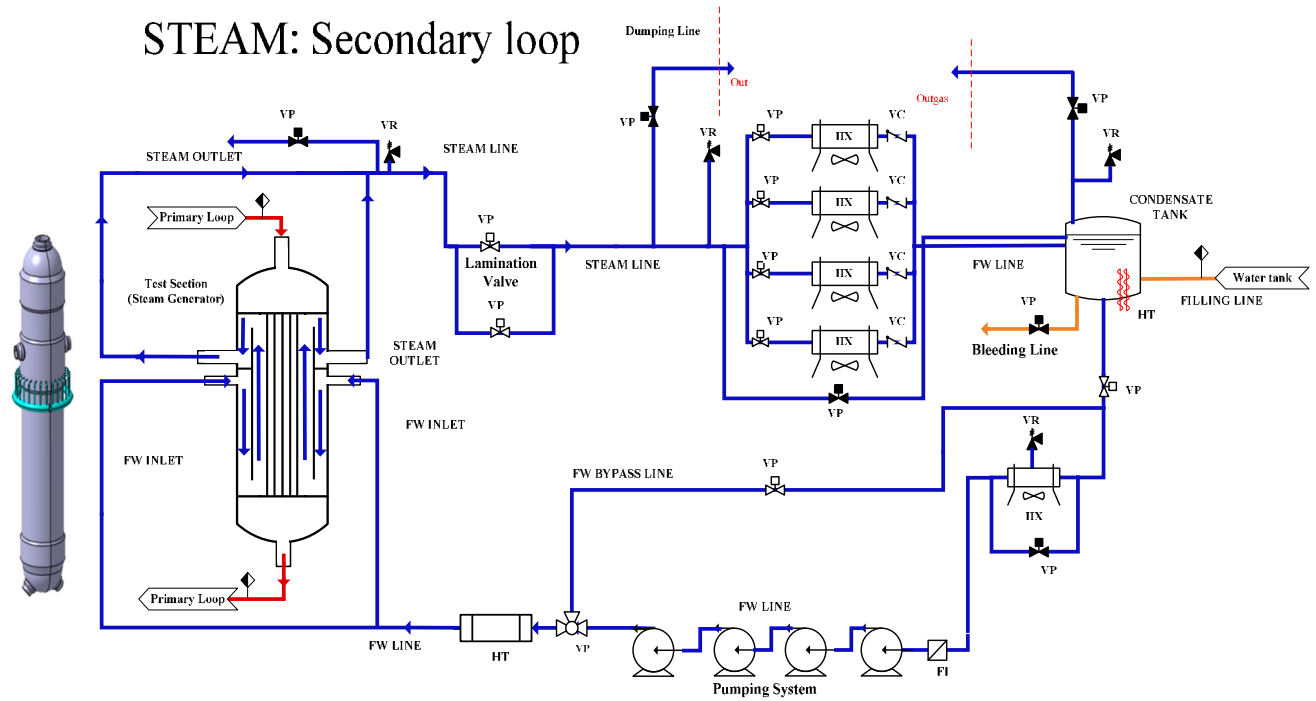 STEAM: Secondary loop
Dumping Line
Out
Outgas
VP
VR
STEAM OUTLET
STEAM LINE
VP
VR
VP
HX
VC
VP
VR
VP
HX
VC
CONDENSATE
TANK
Primary Loop
VP
Lamination
Valve
STEAM LINE
VP
HX
VC
FW LINE
Water tank
FILLING LINE
HT
Test Section
(Steam Generator)
VP
VP
HX
VC
VP
Bleeding Line
STEAM
OUTLET
VP
VP
FW INLET
VR
FW INLET
FW BYPASS LINE
VP
HX
VP
Primary Loop
FW LINE
FW LINE
HT
VP
Pumping System
FI